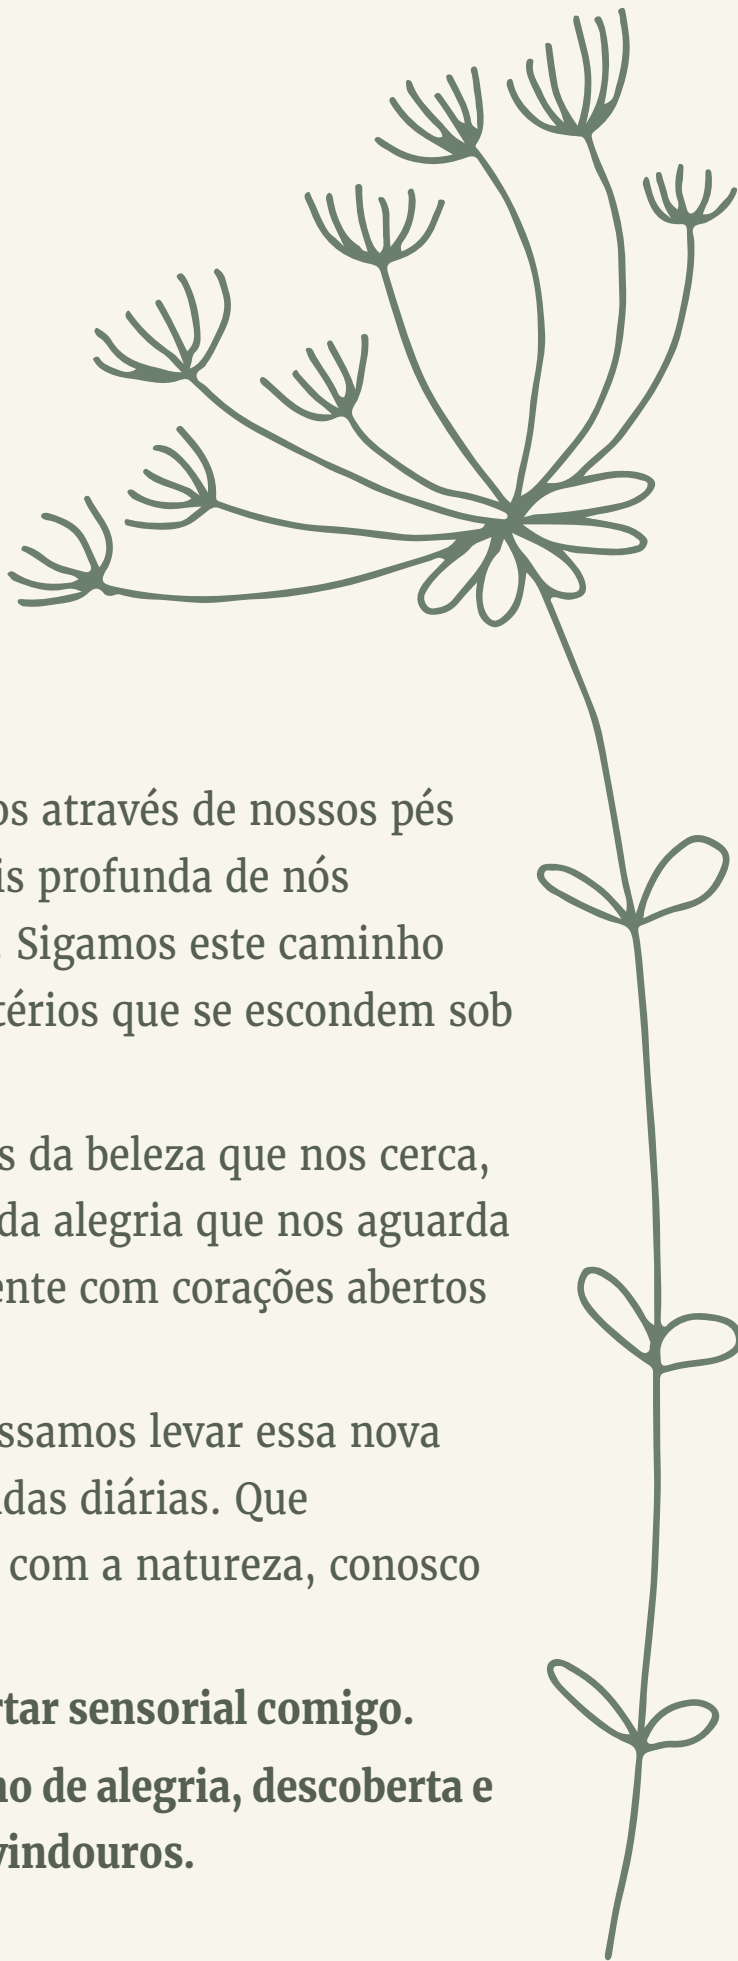 os através de nossos pés
is profunda de nós
. Sigamos este caminho
térios que se escondem sob
s da beleza que nos cerca,
da alegria que nos aguarda
ente com corações abertos
ssamos levar essa nova
das diárias. Que
com a natureza, conosco
rtar sensorial comigo.
no de alegria, descoberta e
vindouros.